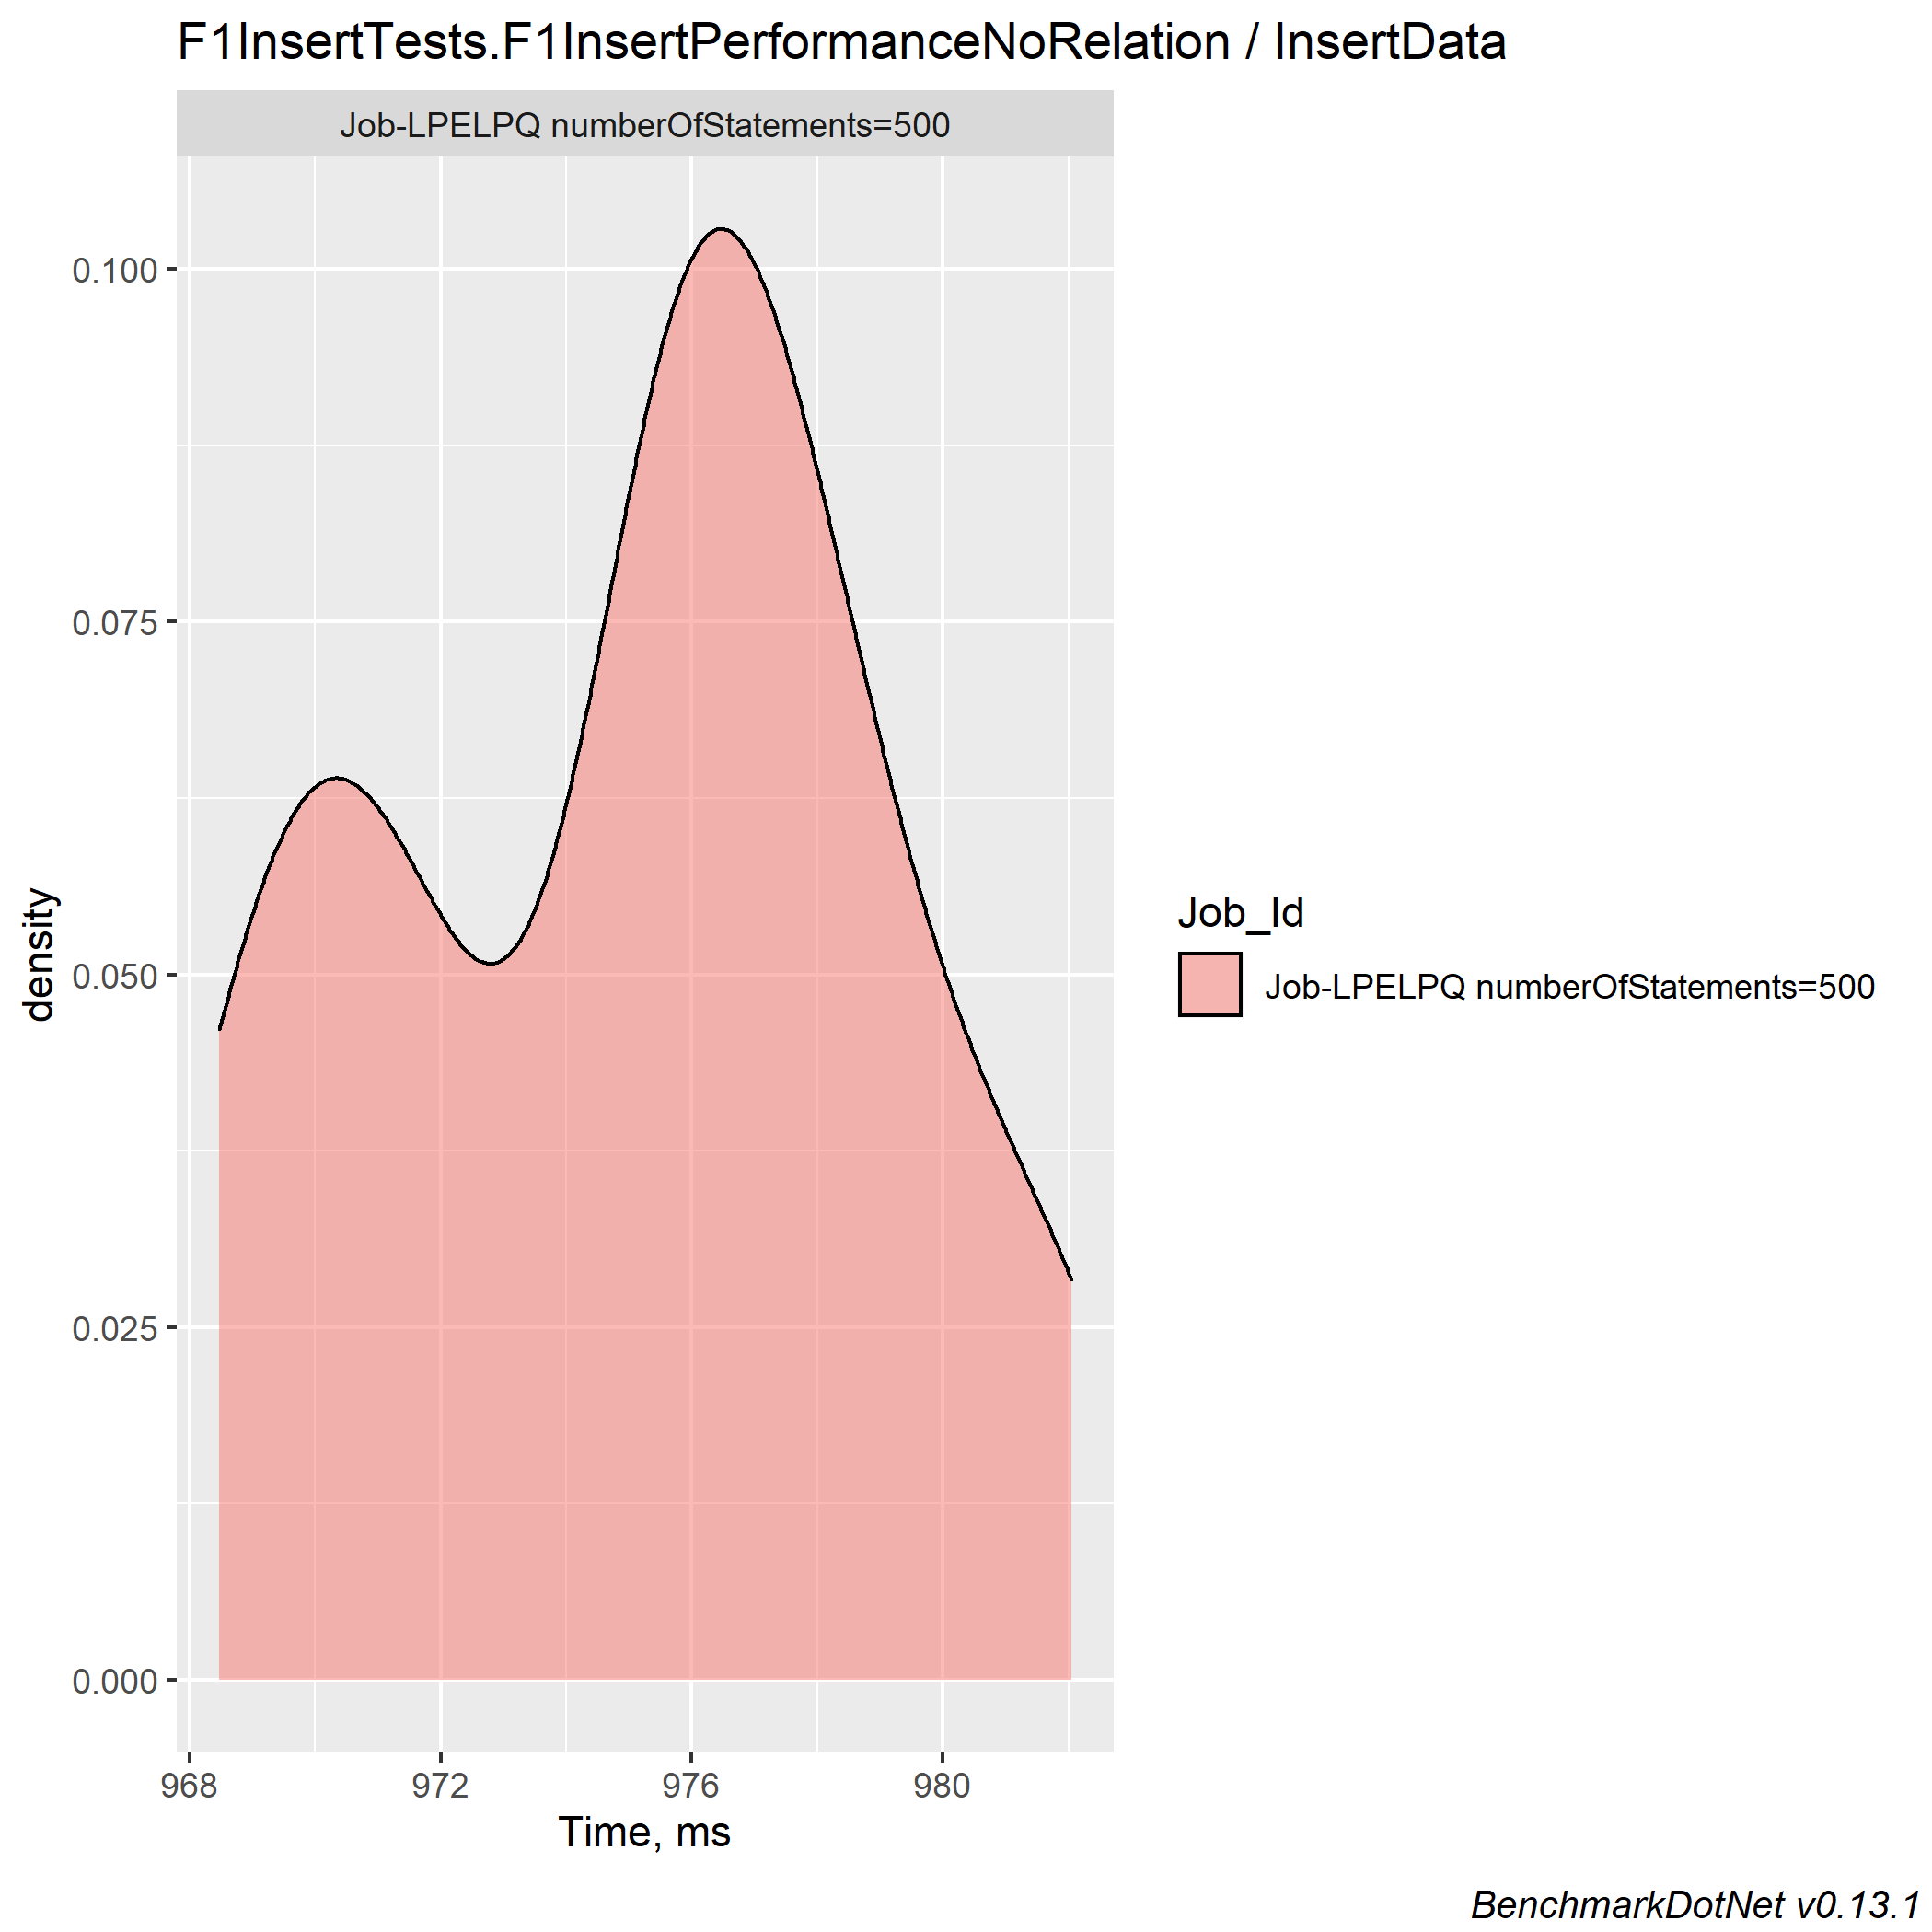 F1InsertTests.F1InsertPerformanceNoRelation / InsertData
Job-LPELPQ numberOfStatements=500
0.100
0.075
0.050
0.025
0.000
density
968 972 976 980
Time, ms
Job_Id
Job-LPELPQ numberOfStatements=500
BenchmarkDotNet v0.13.1